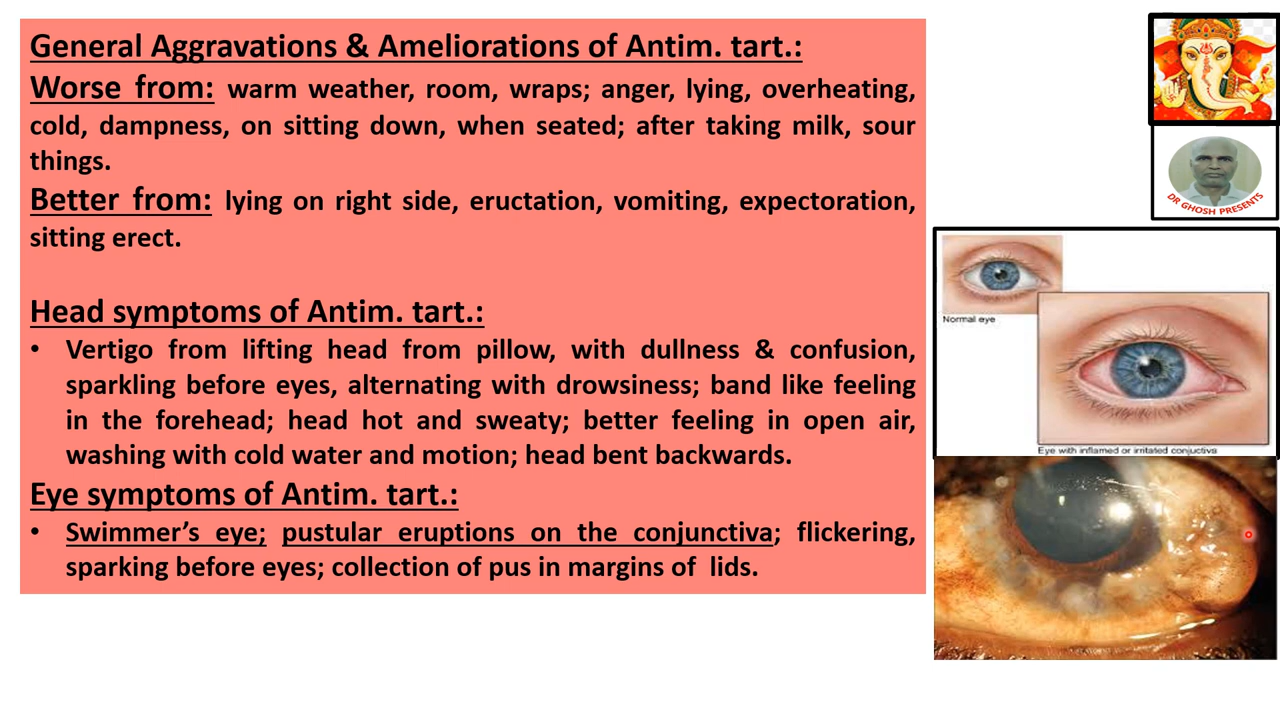 General Aggravations & Ameliorations of Antim. tart.:
Worse from: warm weather, room, wraps; anger, lying, overheating,
cold, dampness, on sitting down, when seated; after taking milk, sour
things.
Better from: lying on right side, eructation, vomiting, expectoration,
sitting erect.
Head symptoms of Antim. tart.:
• Vertigo from lifting head from pillow, with dullness & confusion,
sparkling before eyes, alternating with drowsiness; band like feeling
in the forehead; head hot and sweaty; better feeling in open air,
washing with cold water and motion; head bent backwards.
Eye symptoms of Antim. tart.:
• Swimmer's eye; pustular eruptions on the conjunctiva; flickering,
sparking before eyes; collection of pus in margins of lids.
DR GHOSH PRESENTS
Normal eye
Eye with inflamed or irritated conjuctiva